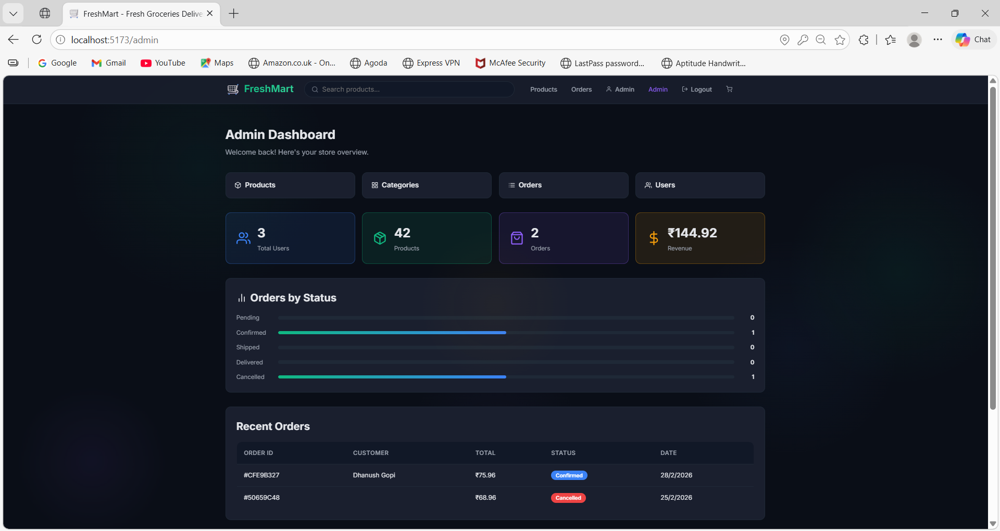 FreshMart - Fresh Groceries Delive
localhost:5173/admin
Chat
Google Gmail YouTube Maps Amazon.co.uk - On... Agoda Express VPN McAfee Security LastPass password... Aptitude Handwrit...
FreshMart Search products... Products Orders Admin Admin Logout
Admin Dashboard
Welcome back! Here's your store overview.
Products Categories Orders Users
3 42 2 ₹144.92
Total Users Products Orders Revenue
Orders by Status
Pending 0
Confirmed 1
Shipped 0
Delivered 0
Cancelled 1
Recent Orders
ORDER ID CUSTOMER TOTAL STATUS DATE
#CFE9B327 Dhanush Gopi ₹75.96 Confirmed 28/2/2026
#50659C48 ₹68.96 Cancelled 25/2/2026